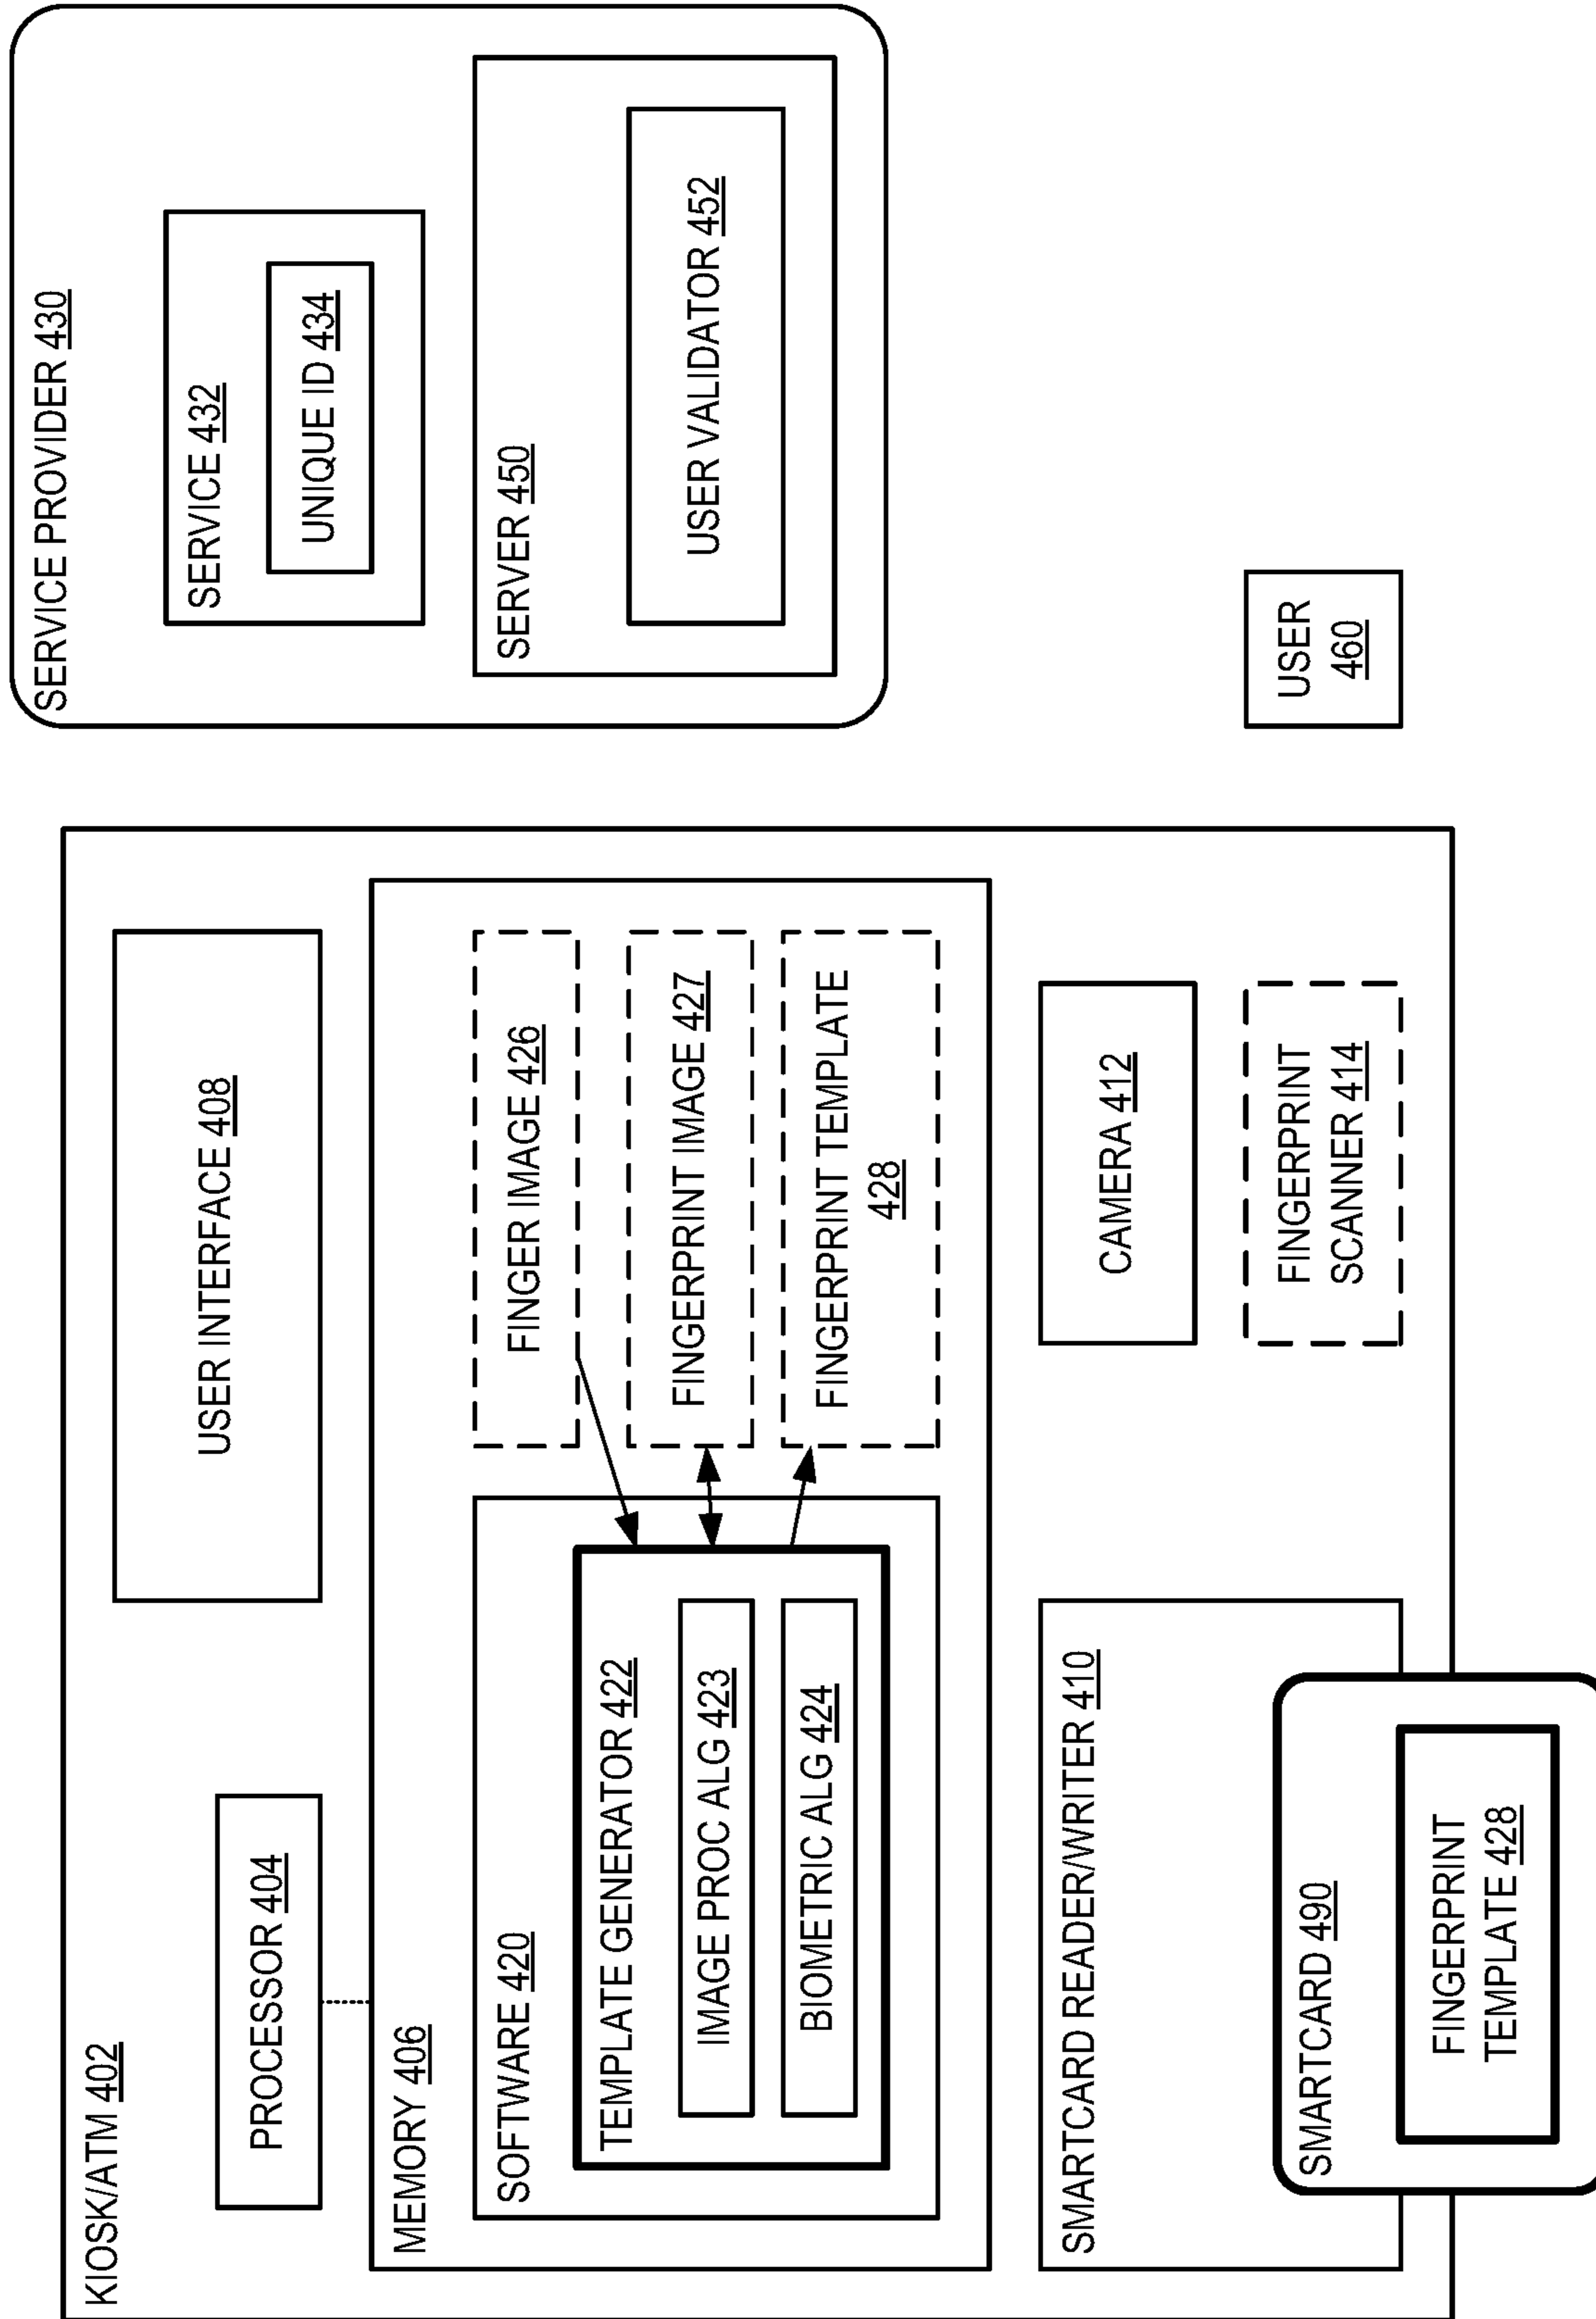 KIOSK/ATM 402
PROCESSOR 404
USER INTERFACE 408
MEMORY 406
SOFTWARE 420
TEMPLATE GENERATOR 422
IMAGE PROC ALG 423
BIOMETRIC ALG 424
FINGER IMAGE 426
FINGERPRINT IMAGE 427
FINGERPRINT TEMPLATE
428
SMARTCARD READER/WRITER 410
SMARTCARD 490
FINGERPRINT
TEMPLATE 428
CAMERA 412
FINGERPRINT
SCANNER 414
SERVICE PROVIDER 430
SERVICE 432
UNIQUE ID 434
SERVER 450
USER VALIDATOR 452
USER
460